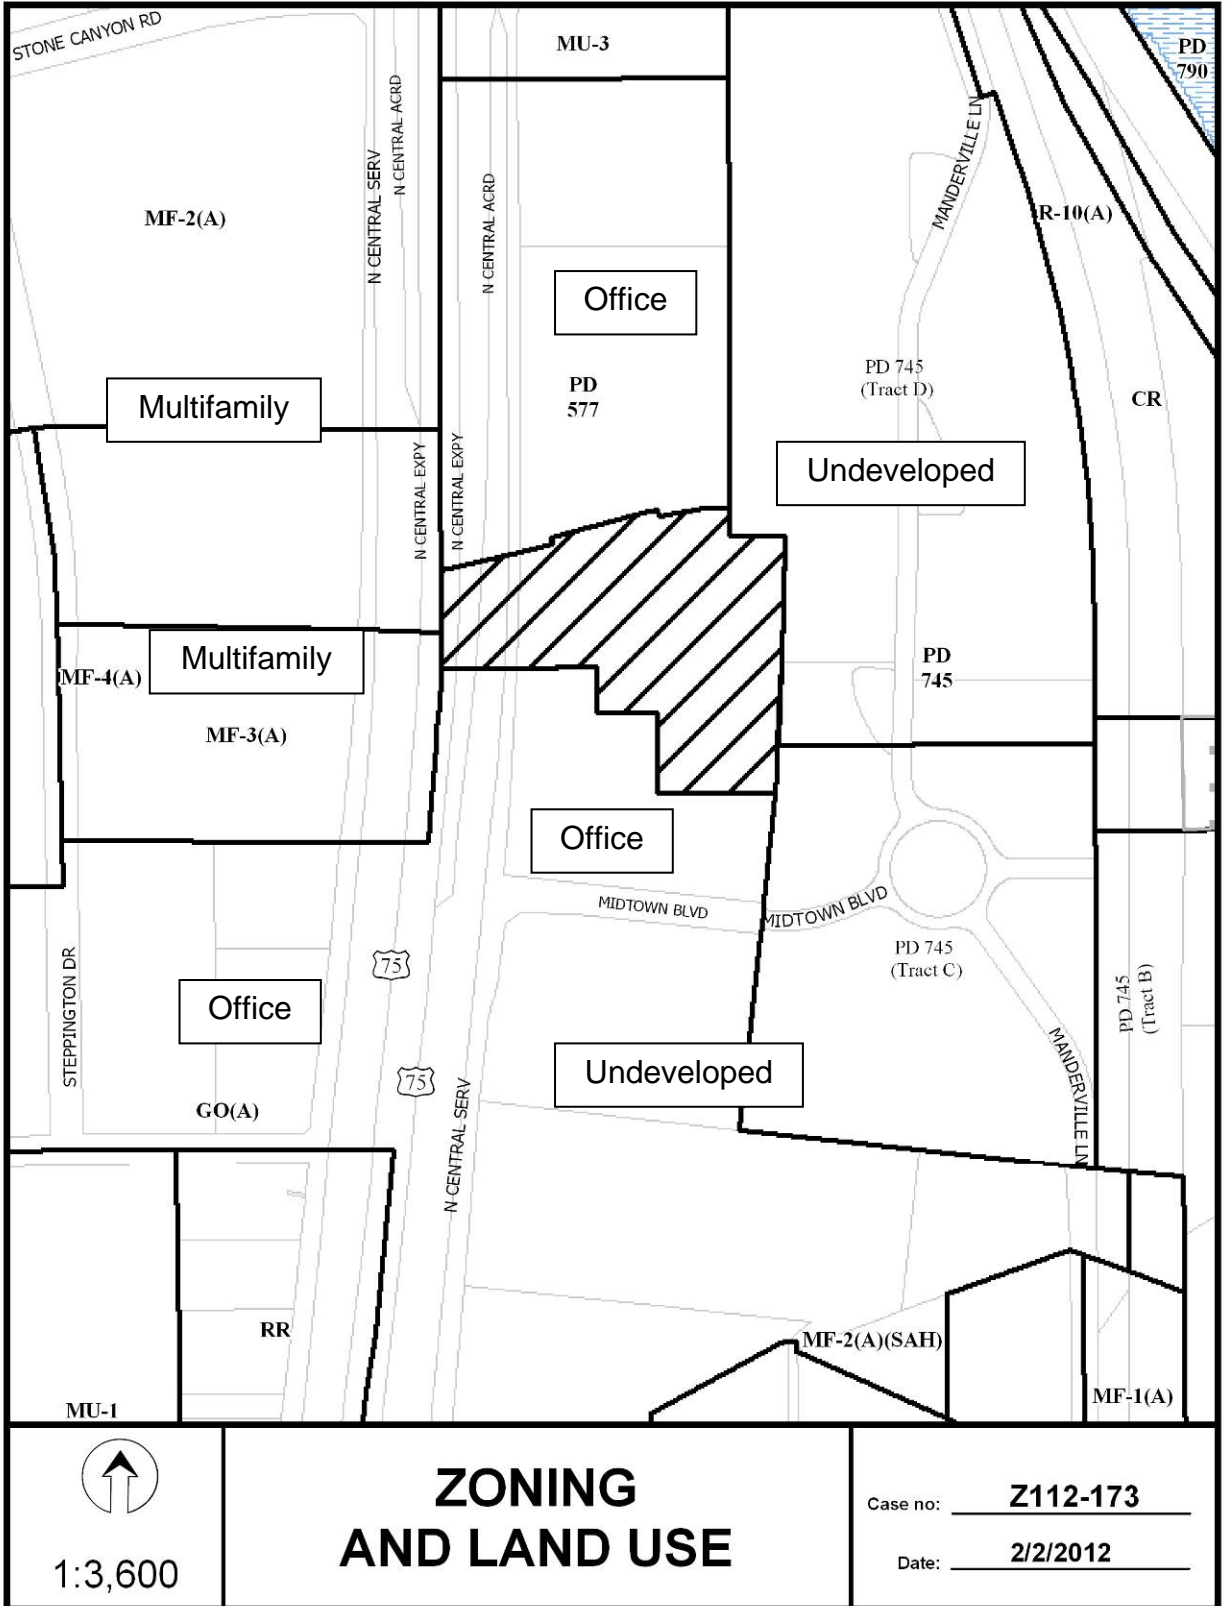 STONE CANYON RD
MU-3
PD
790
N CENTRAL ACRD
N CENTRAL SERV
N CENTRAL ACRD
MANDERVILLE LN
MF-2(A)
R-10(A)
Office
PD
577
PD 745
(Tract D)
CR
Multifamily
Undeveloped
N CENTRAL EXPY
N CENTRAL EXPY
Multifamily
MF-4(A)
MF-3(A)
PD
745
Office
MIDTOWN BLVD
MIDTOWN BLVD
PD 745
(Tract C)
PD 745
(Tract B)
75
STEPPINGTON DR
Office
75
Undeveloped
MANDERVILLE LN
GO(A)
N CENTRAL SERV
RR
MF-2(A)(SAH)
MF-1(A)
MU-1
1:3,600
ZONING
AND LAND USE
Case no: Z112-173
Date: 2/2/2012